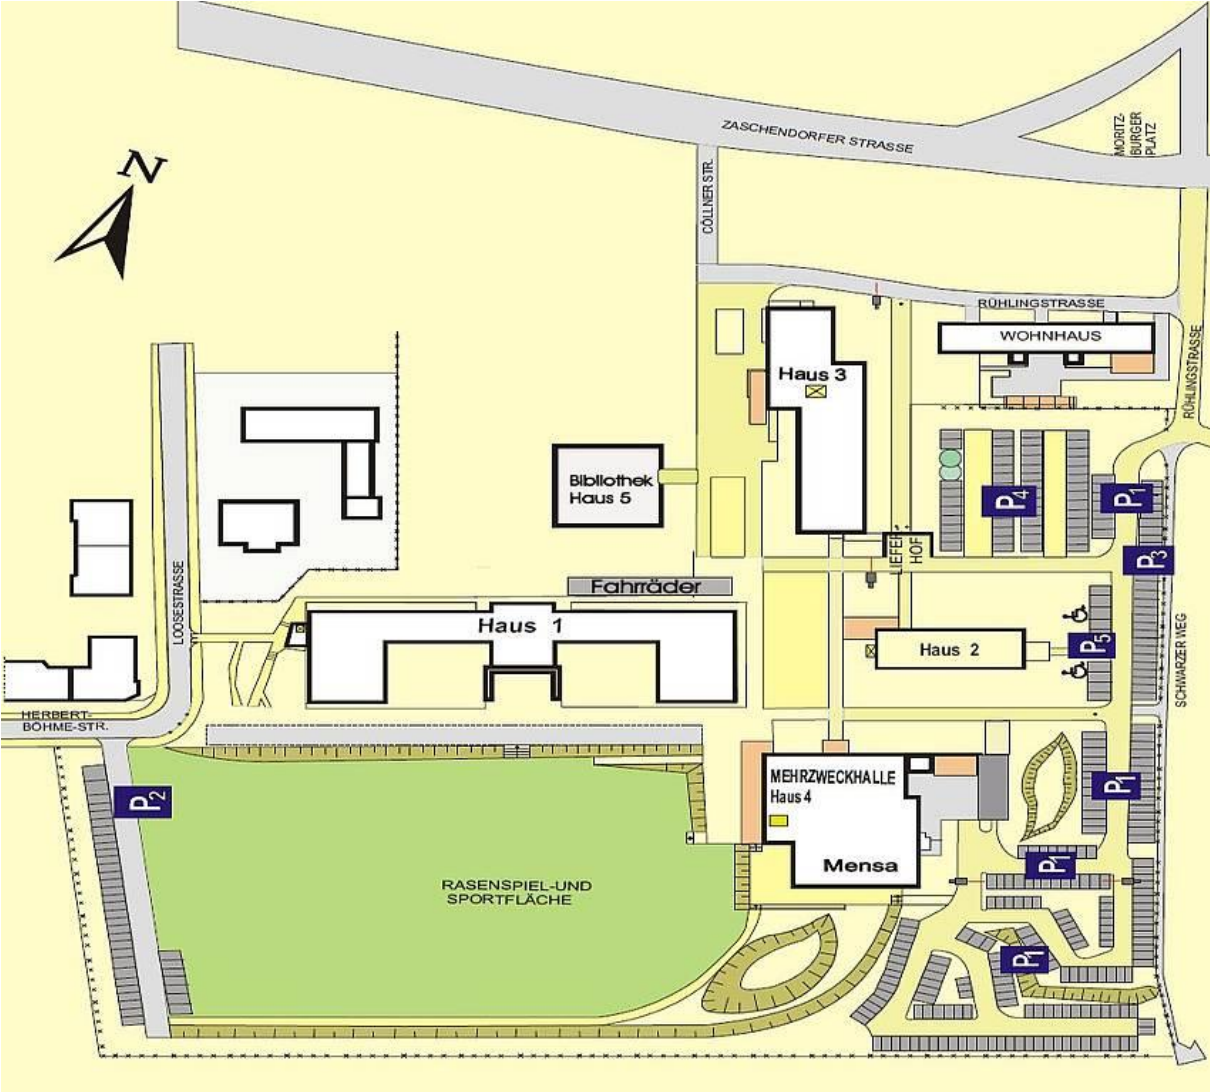 ZASCHENDORFER STRASSE
MORITZ-
BURGER
PLATZ
N
CÖLLNER STR.
RÜHLINGSTRASSE
WOHNHAUS
RÜHLINGSTRASSE
Haus 3
Bibliothek
Haus 5
P4
P1
P3
LIEFER-
HOF
Fahrräder
LOOSESTRASSE
Haus 1
Haus 2
P5
SCHWARZER WEG
HERBERT-
BÖHME-STR.
MEHRZWECKHALLE
Haus 4
Mensa
P2
P1
P1
RASENSPIEL-UND
SPORTFLÄCHE
P1